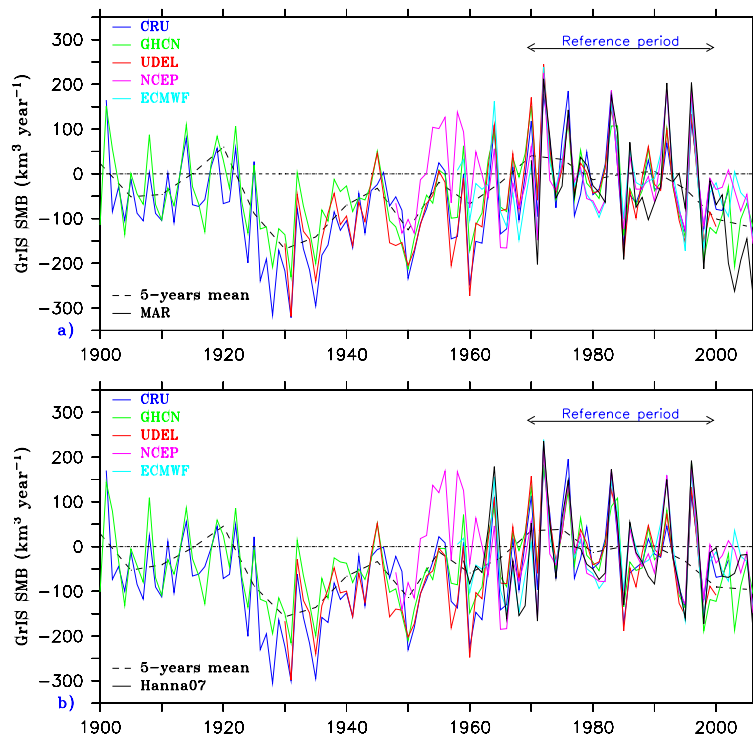 GrIS SMB (km³ year⁻¹)
350
300
200
100
0
-100
-200
-300
CRU
GHCN
UDEL
NCEP
ECMWF
Reference period
5-years mean
MAR
a)
1900 1920 1940 1960 1980 2000
GrIS SMB (km³ year⁻¹)
300
200
100
0
-100
-200
-300
CRU
GHCN
UDEL
NCEP
ECMWF
Reference period
5-years mean
Hanna07
b)
1900 1920 1940 1960 1980 2000